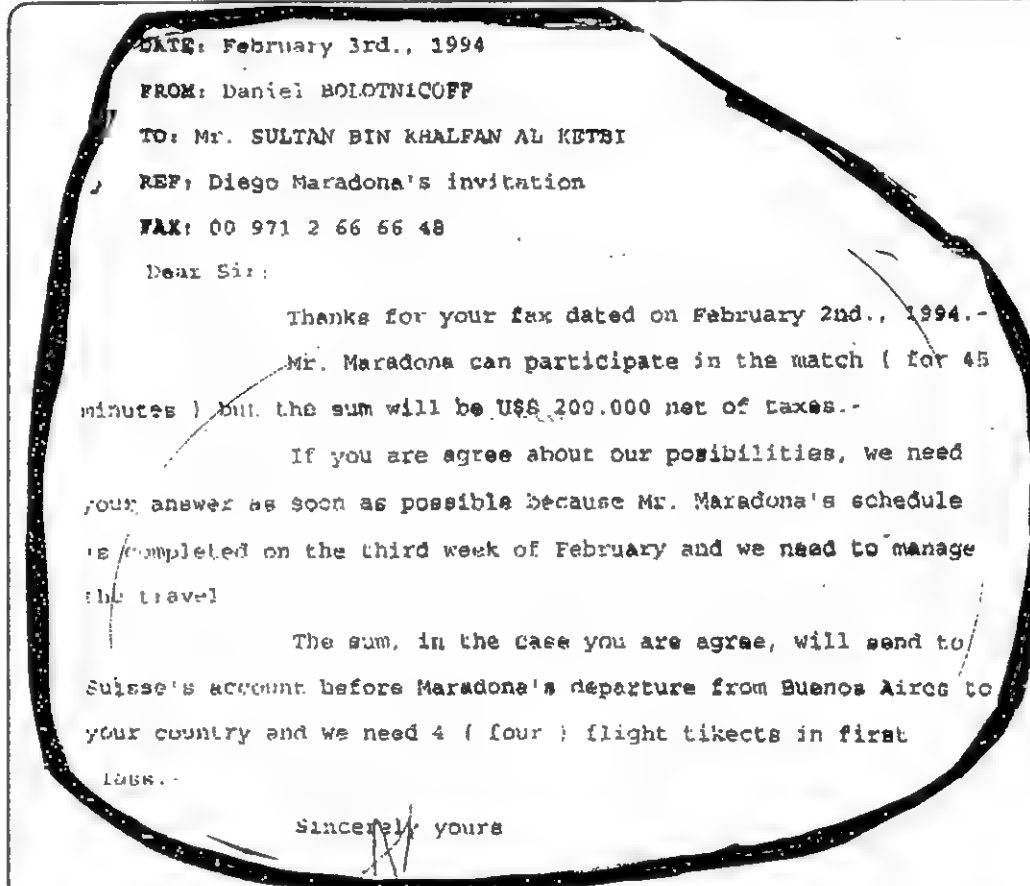 DATE: February 3rd., 1994
FROM: Daniel BOLOTNICOFF
TO: Mr. SULTAN BIN KHALFAN AL KETBI
REF: Diego Maradona's invitation
FAX: 00 971 2 66 66 48
Dear Sir:
Thanks for your fax dated on February 2nd., 1994.-
Mr. Maradona can participate in the match ( for 45
minutes ) but the sum will be U$S 200.000 net of taxes.-
If you are agree about our posibilities, we need
your answer as soon as possible because Mr. Maradona's schedule
is completed on the third week of February and we need to manage
the travel
The sum, in the case you are agree, will send to
Suisse's account before Maradona's departure from Buenos Aires to
your country and we need 4 ( four ) flight tikects in first
lass.-
Sincerely yours